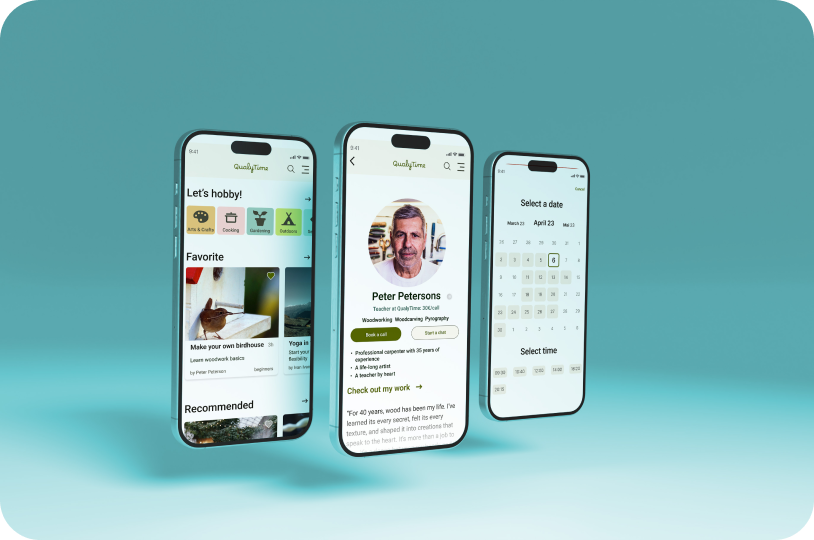 9:41
QualyTime
Let's hobby!
Arts & Crafts
Cooking
Gardening
Outdoors
Favorite
Make your own birdhouse 2h
Learn woodwork basics
by Peter Peterson
beginners
Yoga in
Start your
flexibility
Recommended
9:41
QualyTime
Peter Petersons
Teacher at QualyTime: 30€/call
Woodworking Woodcarving Pyrography
Book a call
Start a chat
• Professional carpenter with 35 years of
experience
• A life-long artist
• A teacher by heart
Check out my work →
"For 40 years, wood has been my life. I've
learned its every secret, felt its every
texture, and shaped it into creations that
speak to the heart. It's more than a job to
9:41
Cancel
Select a date
March 23
April 23
Mai 23
27 28 29 30 31 1
2 3 4 5 6 7 8
9 10 11 12 13 14 15
18 19 20 21 22
23 24 25 26 27 28 29
30 1 2 3 4 5 6
Select time
09:00
10:40
12:05
14:00
20:15